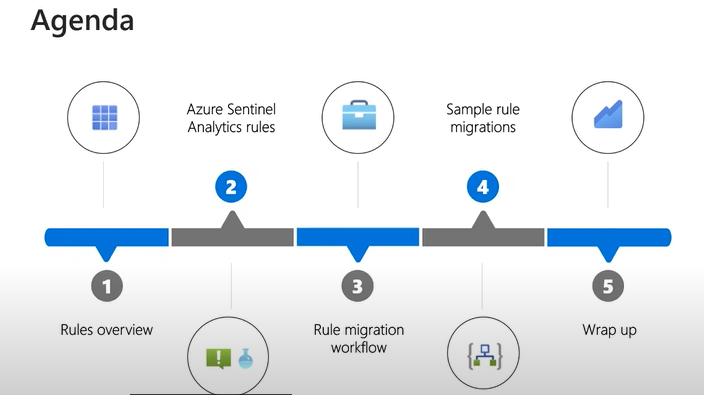 Agenda
Azure Sentinel
Analytics rules
Sample rule
migrations
2
4
1
3
5
Rules overview
Rule migration
workflow
Wrap up